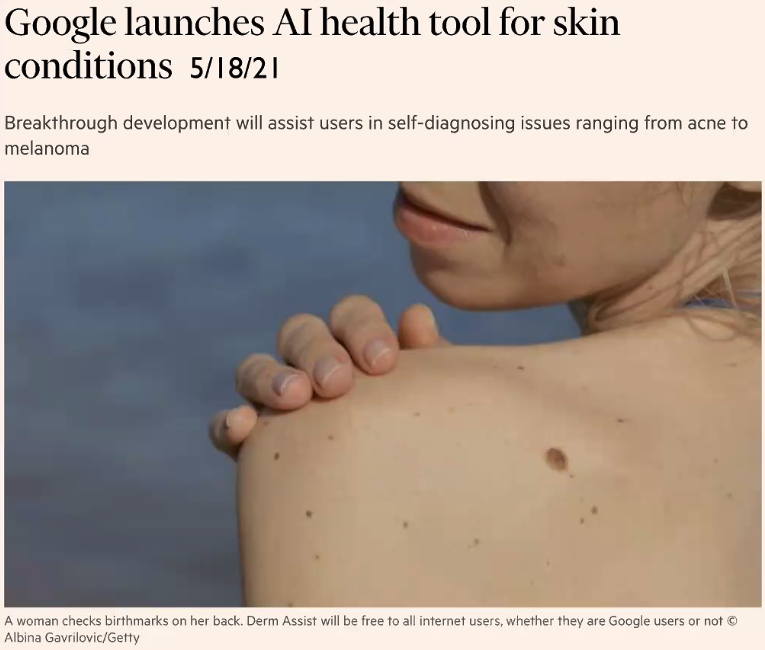 Google launches AI health tool for skin
conditions 5/18/21
Breakthrough development will assist users in self-diagnosing issues ranging from acne to
melanoma
A woman checks birthmarks on her back. Derm Assist will be free to all internet users, whether they are Google users or not ©
Albina Gavrilovic/Getty